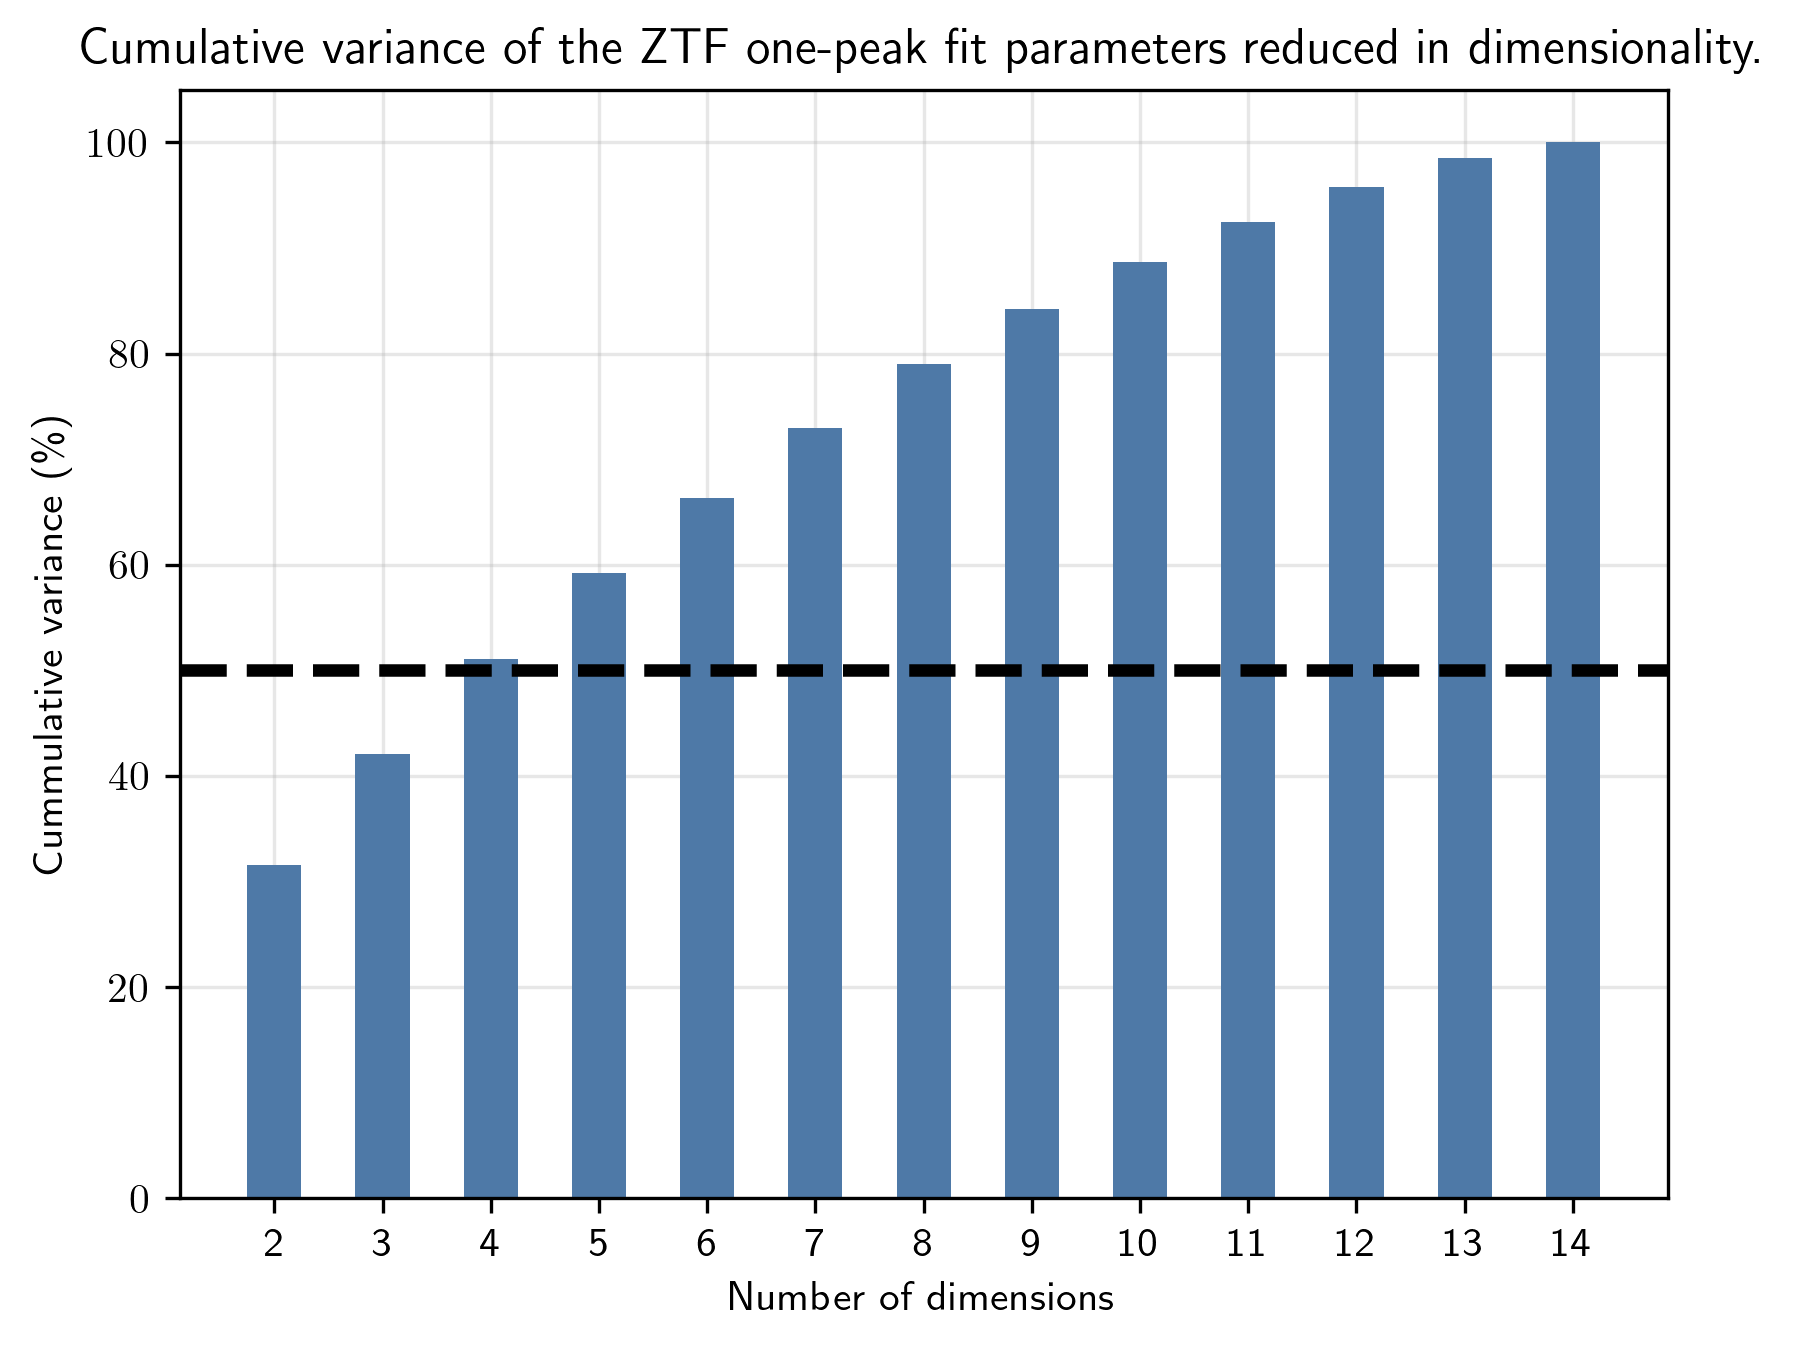 Cumulative variance of the ZTF one-peak fit parameters reduced in dimensionality.
Cummulative variance (%)
100
80
60
40
20
0
2 3 4 5 6 7 8 9 10 11 12 13 14
Number of dimensions